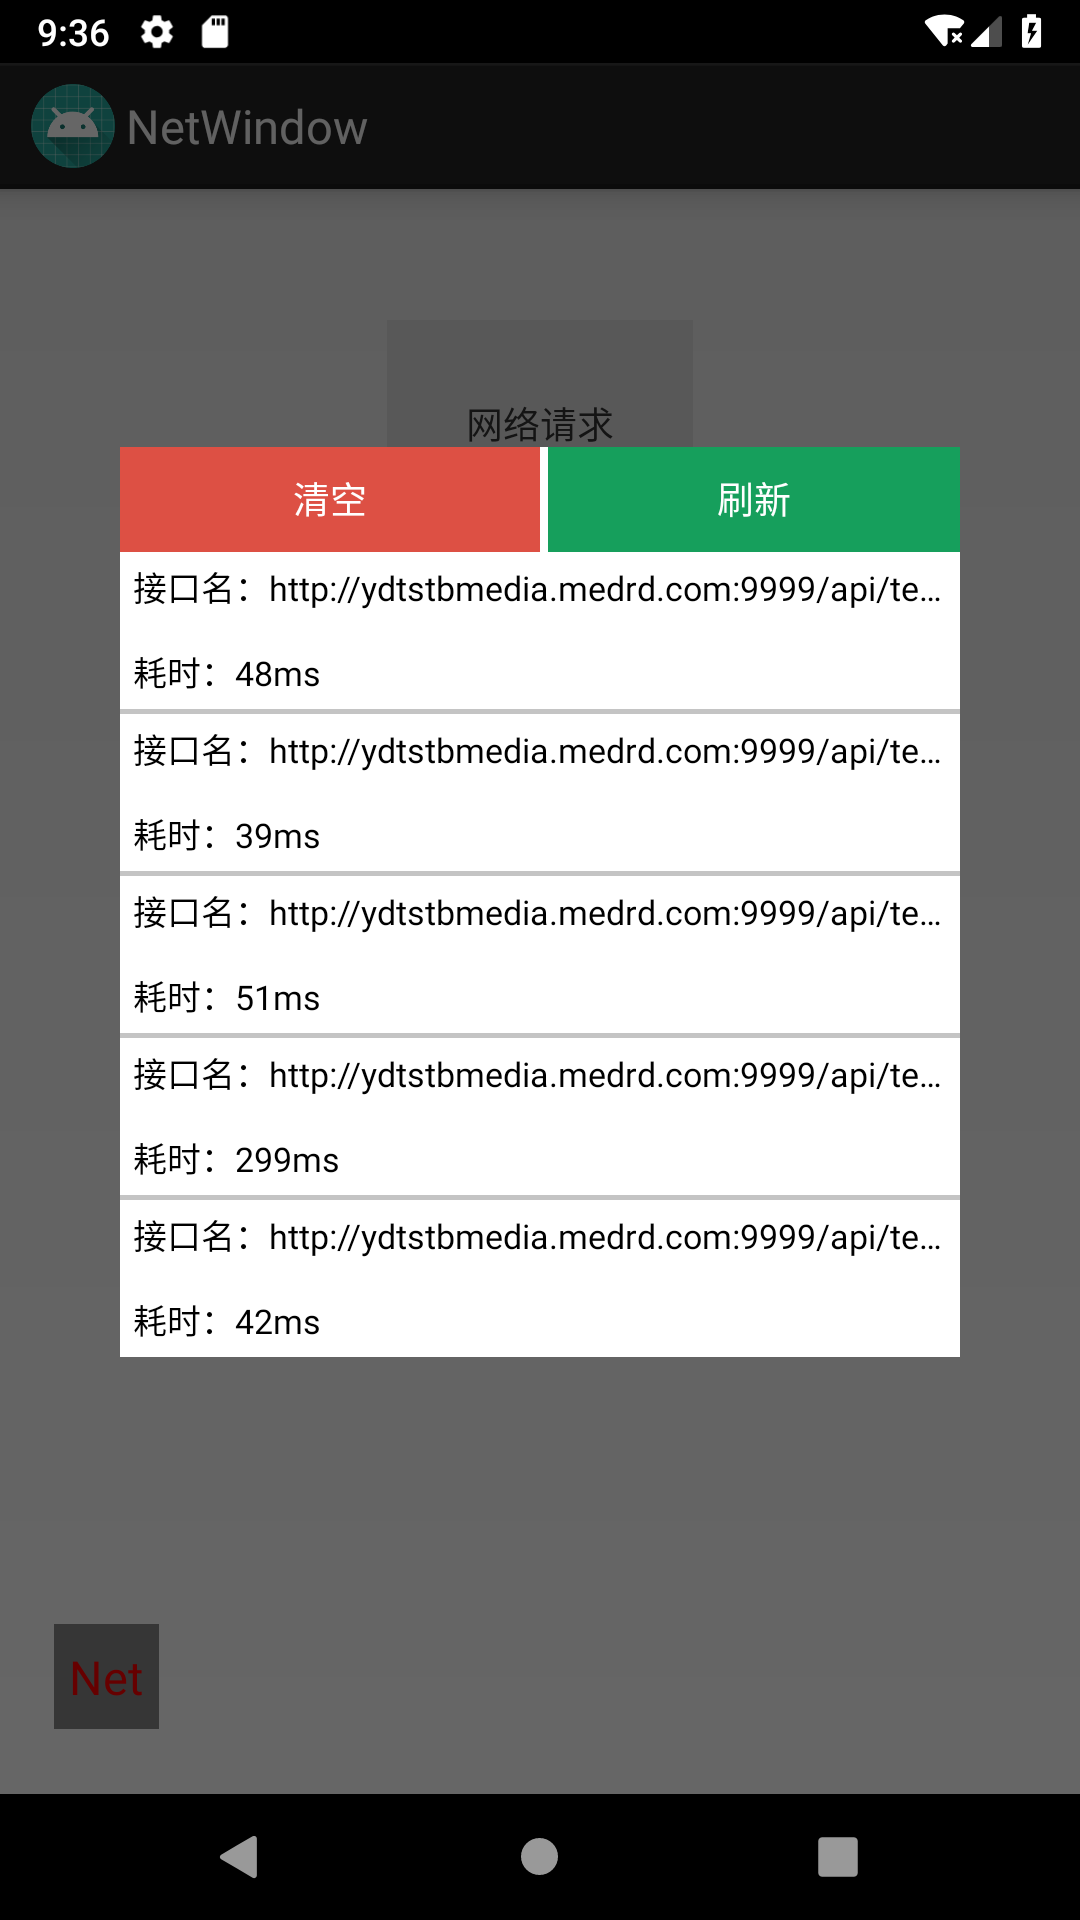 9:36
NetWindow
网络请求
清空
刷新
接口名：http://ydtstbmedia.medrd.com:9999/api/te...
耗时：48ms
接口名：http://ydtstbmedia.medrd.com:9999/api/te...
耗时：39ms
接口名：http://ydtstbmedia.medrd.com:9999/api/te...
耗时：51ms
接口名：http://ydtstbmedia.medrd.com:9999/api/te...
耗时：299ms
接口名：http://ydtstbmedia.medrd.com:9999/api/te...
耗时：42ms
Net